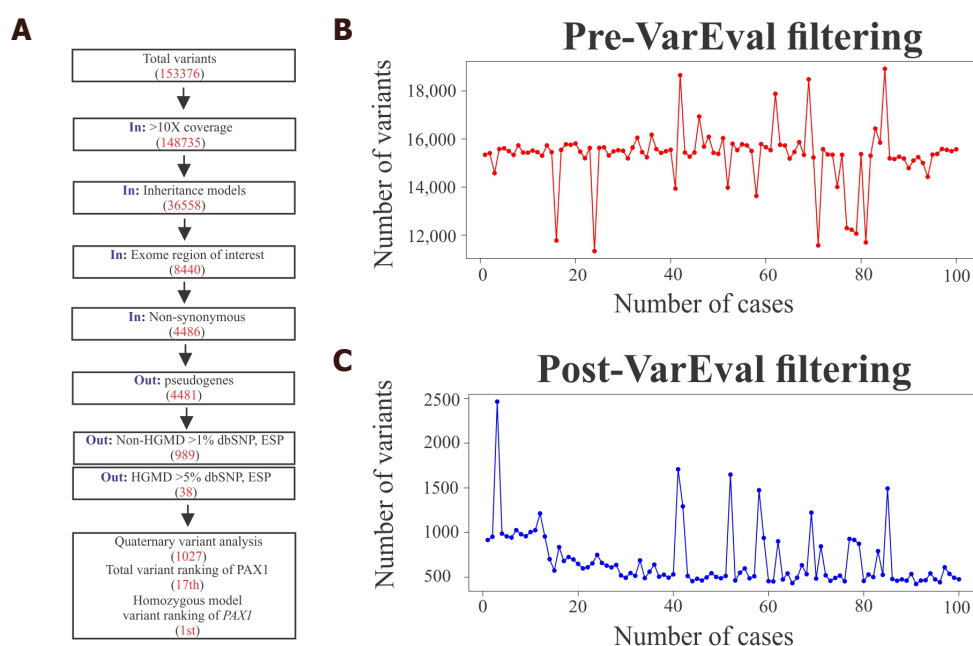 A
Total variants
(153376)
In: >10X coverage
(148735)
In: Inheritance models
(36558)
In: Exome region of interest
(8440)
In: Non-synonymous
(4486)
Out: pseudogenes
(4481)
Out: Non-HGMD >1% dbSNP, ESP
(989)
Out: HGMD >5% dbSNP, ESP
(38)
Quaternary variant analysis
(1027)
Total variant ranking of PAX1
(17th)
Homozygous model
variant ranking of PAX1
(1st)
B
Pre-VarEval filtering
Number of variants
18,000
16,000
14,000
12,000
0 20 40 60 80 100
Number of cases
C
Post-VarEval filtering
Number of variants
2500
2000
1500
1000
500
0 20 40 60 80 100
Number of cases